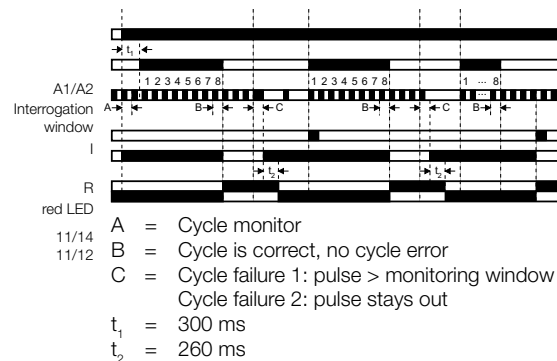 t1
1 2 3 4 5 6 7 8 1 2 3 4 5 6 7 8 1 ... 8
A1/A2
A B C B C B
Interrogation
window
I
t2 t2
R
red LED
11/14
11/12
A = Cycle monitor
B = Cycle is correct, no cycle error
C = Cycle failure 1: pulse > monitoring window
Cycle failure 2: pulse stays out
t1 = 300 ms
t2 = 260 ms